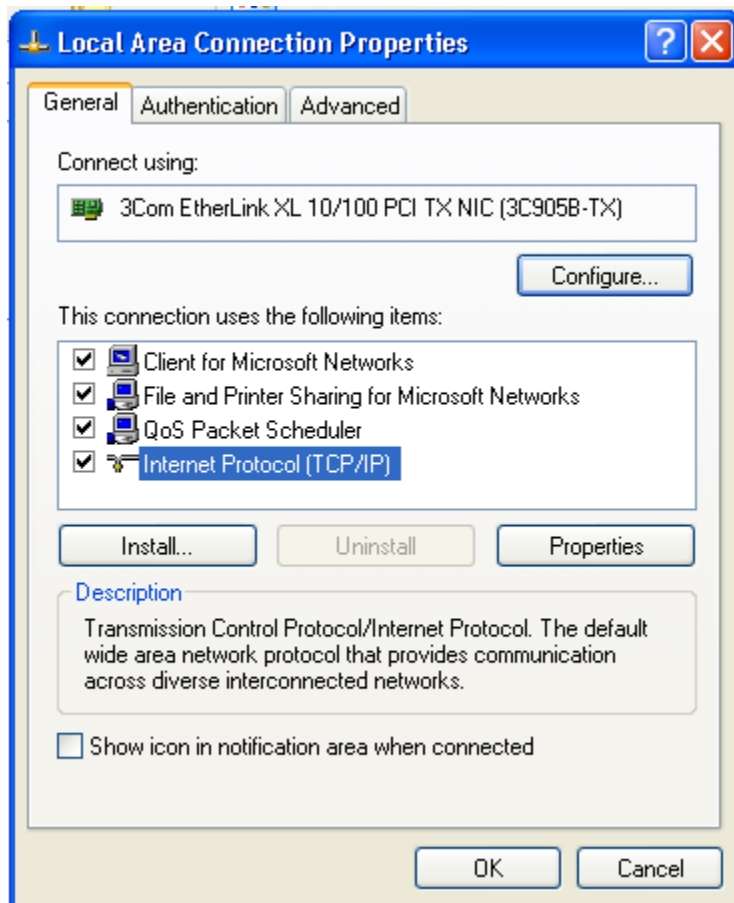 Local Area Connection Properties
General Authentication Advanced
Connect using:
3Com EtherLink XL 10/100 PCI TX NIC (3C905B-TX)
Configure...
This connection uses the following items:
Client for Microsoft Networks
File and Printer Sharing for Microsoft Networks
QoS Packet Scheduler
Internet Protocol (TCP/IP)
Install... Uninstall Properties
Description
Transmission Control Protocol/Internet Protocol. The default
wide area network protocol that provides communication
across diverse interconnected networks.
Show icon in notification area when connected
OK Cancel